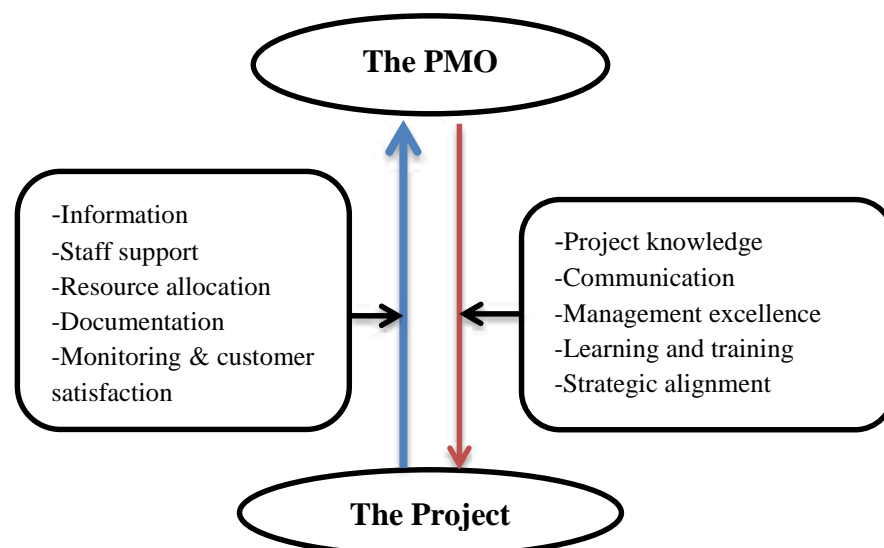 The PMO
-Information
-Staff support
-Resource allocation
-Documentation
-Monitoring & customer
satisfaction
-Project knowledge
-Communication
-Management excellence
-Learning and training
-Strategic alignment
The Project